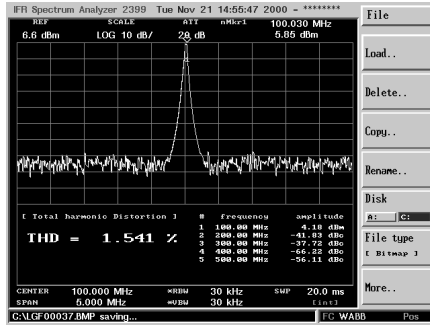 IFR Spectrum Analyzer 2399 Tue Nov 21 14:55:47 2000 - ********
REF SCALE ATT nMkr1 100.030 MHz
6.6 dBm LOG 10 dB/ 20 dB 5.85 dBm
[ Total harmonic Distortion ]
THD = 1.541 %
# frequency amplitude
1 100.00 MHz 4.18 dBm
2 200.00 MHz -41.83 dBc
3 300.00 MHz -37.72 dBc
4 400.00 MHz -66.22 dBc
5 500.00 MHz -56.11 dBc
CENTER 100.000 MHz *RBW 30 kHz SWP 20.0 ms
SPAN 5.000 MHz *VBW 30 kHz [int]
C:\LGF00037.BMP saving... FC WABB Pos
File
Load..
Delete..
Copy..
Rename..
Disk
A: C:
File type
[ Bitmap ]
More..